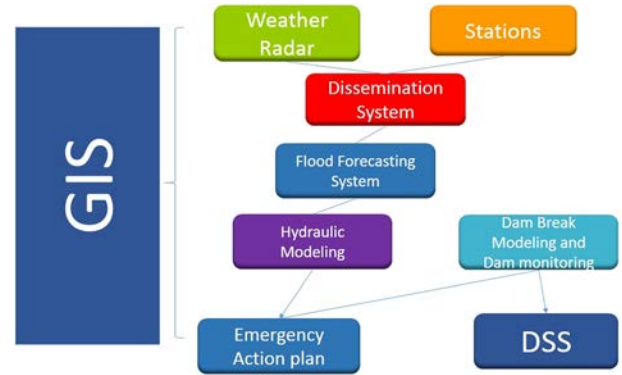 GIS
Weather
Radar
Stations
Dissemination
System
Flood Forecasting
System
Hydraulic
Modeling
Dam Break
Modeling and
Dam monitoring
Emergency
Action plan
DSS